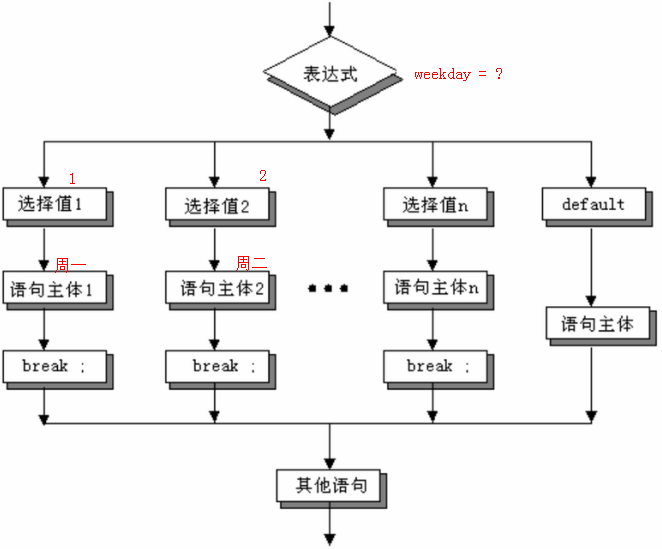 表达式
weekday = ?
1
2
选择值1
选择值2
选择值n
default
周一
周二
语句主体1
语句主体2
语句主体n
语句主体
break ;
break ;
break ;
其他语句